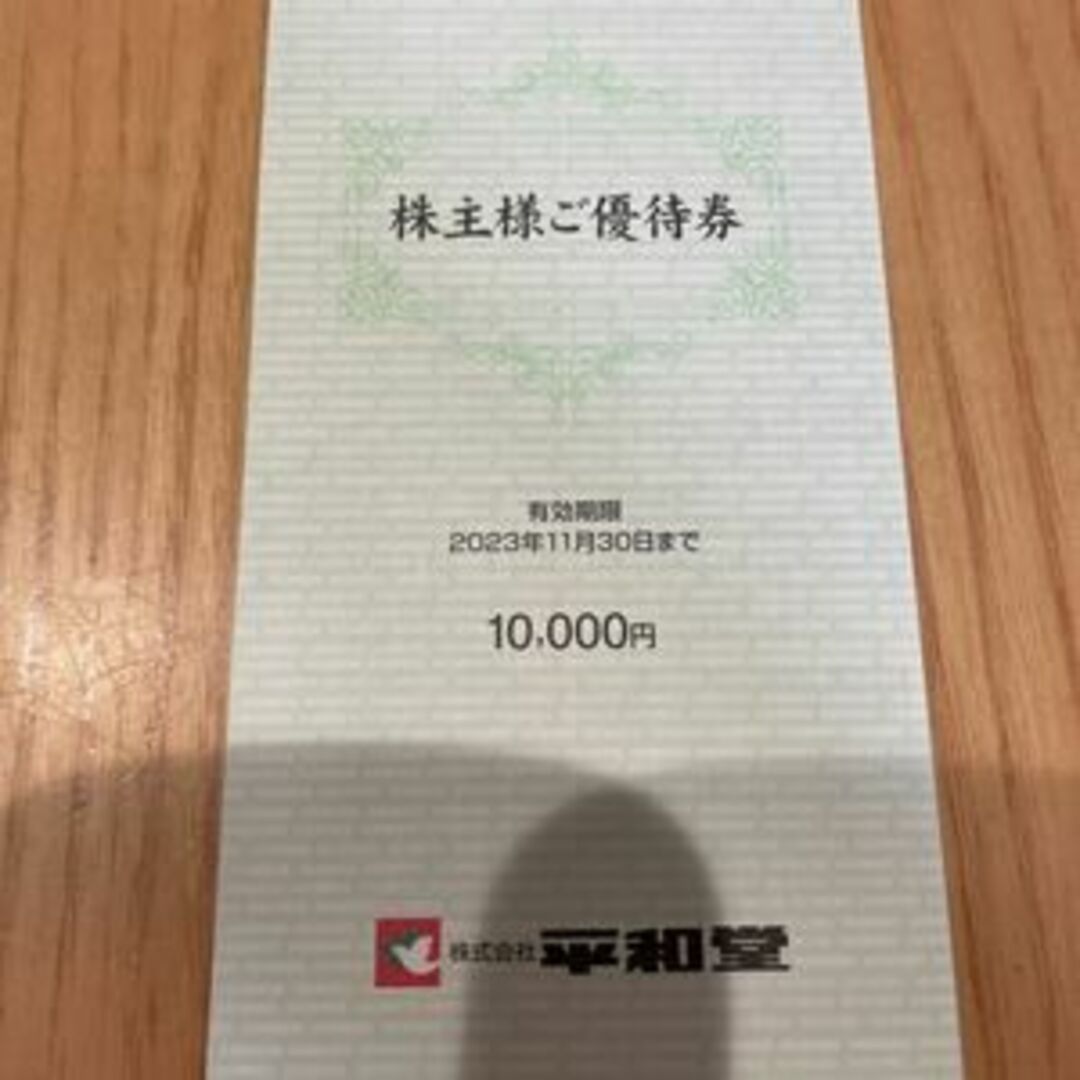 株主様ご優待券
有効期限
2023年11月30日まで
10,000円
株式会社 平和堂